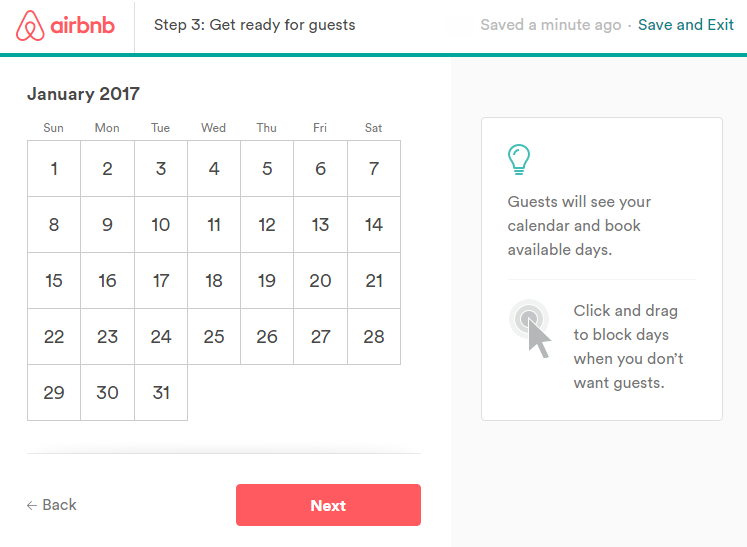 airbnb Step 3: Get ready for guests Saved a minute ago · Save and Exit
January 2017
Sun Mon Tue Wed Thu Fri Sat
1 2 3 4 5 6 7
8 9 10 11 12 13 14
15 16 17 18 19 20 21
22 23 24 25 26 27 28
29 30 31
← Back Next
Guests will see your
calendar and book
available days.
Click and drag
to block days
when you don’t
want guests.